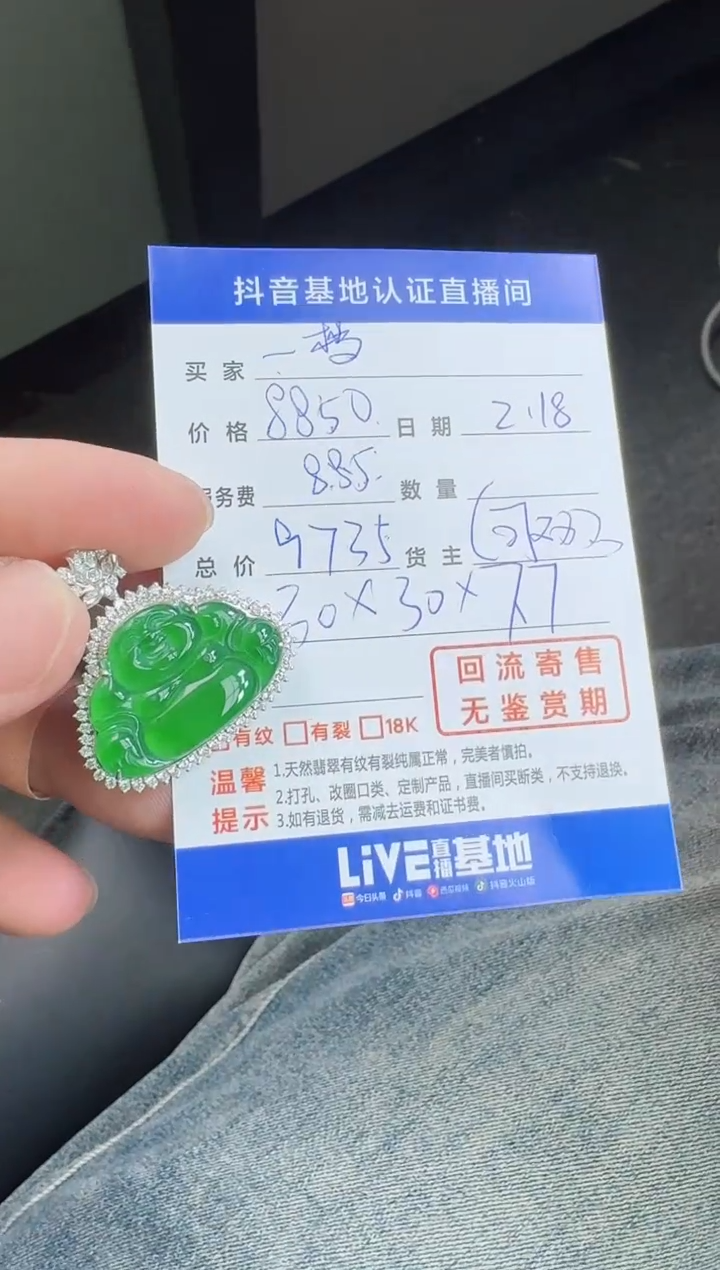 抖音基地认证直播间
买家 一档
价格 8850 日期 2.18
务费 885 数量
总价 9735 货主
30×30×77
回流寄售
无鉴赏期
有纹 □有裂 □18K
温馨提示
1.天然翡翠有纹有裂纯属正常，完美者慎拍。
2.打孔、改圈口类、定制产品，直播间买断类，不支持退换。
3.如有退货，需减去运费和证书费。
LiVE直播基地
今日头条 抖音 西瓜视频 抖音火山版